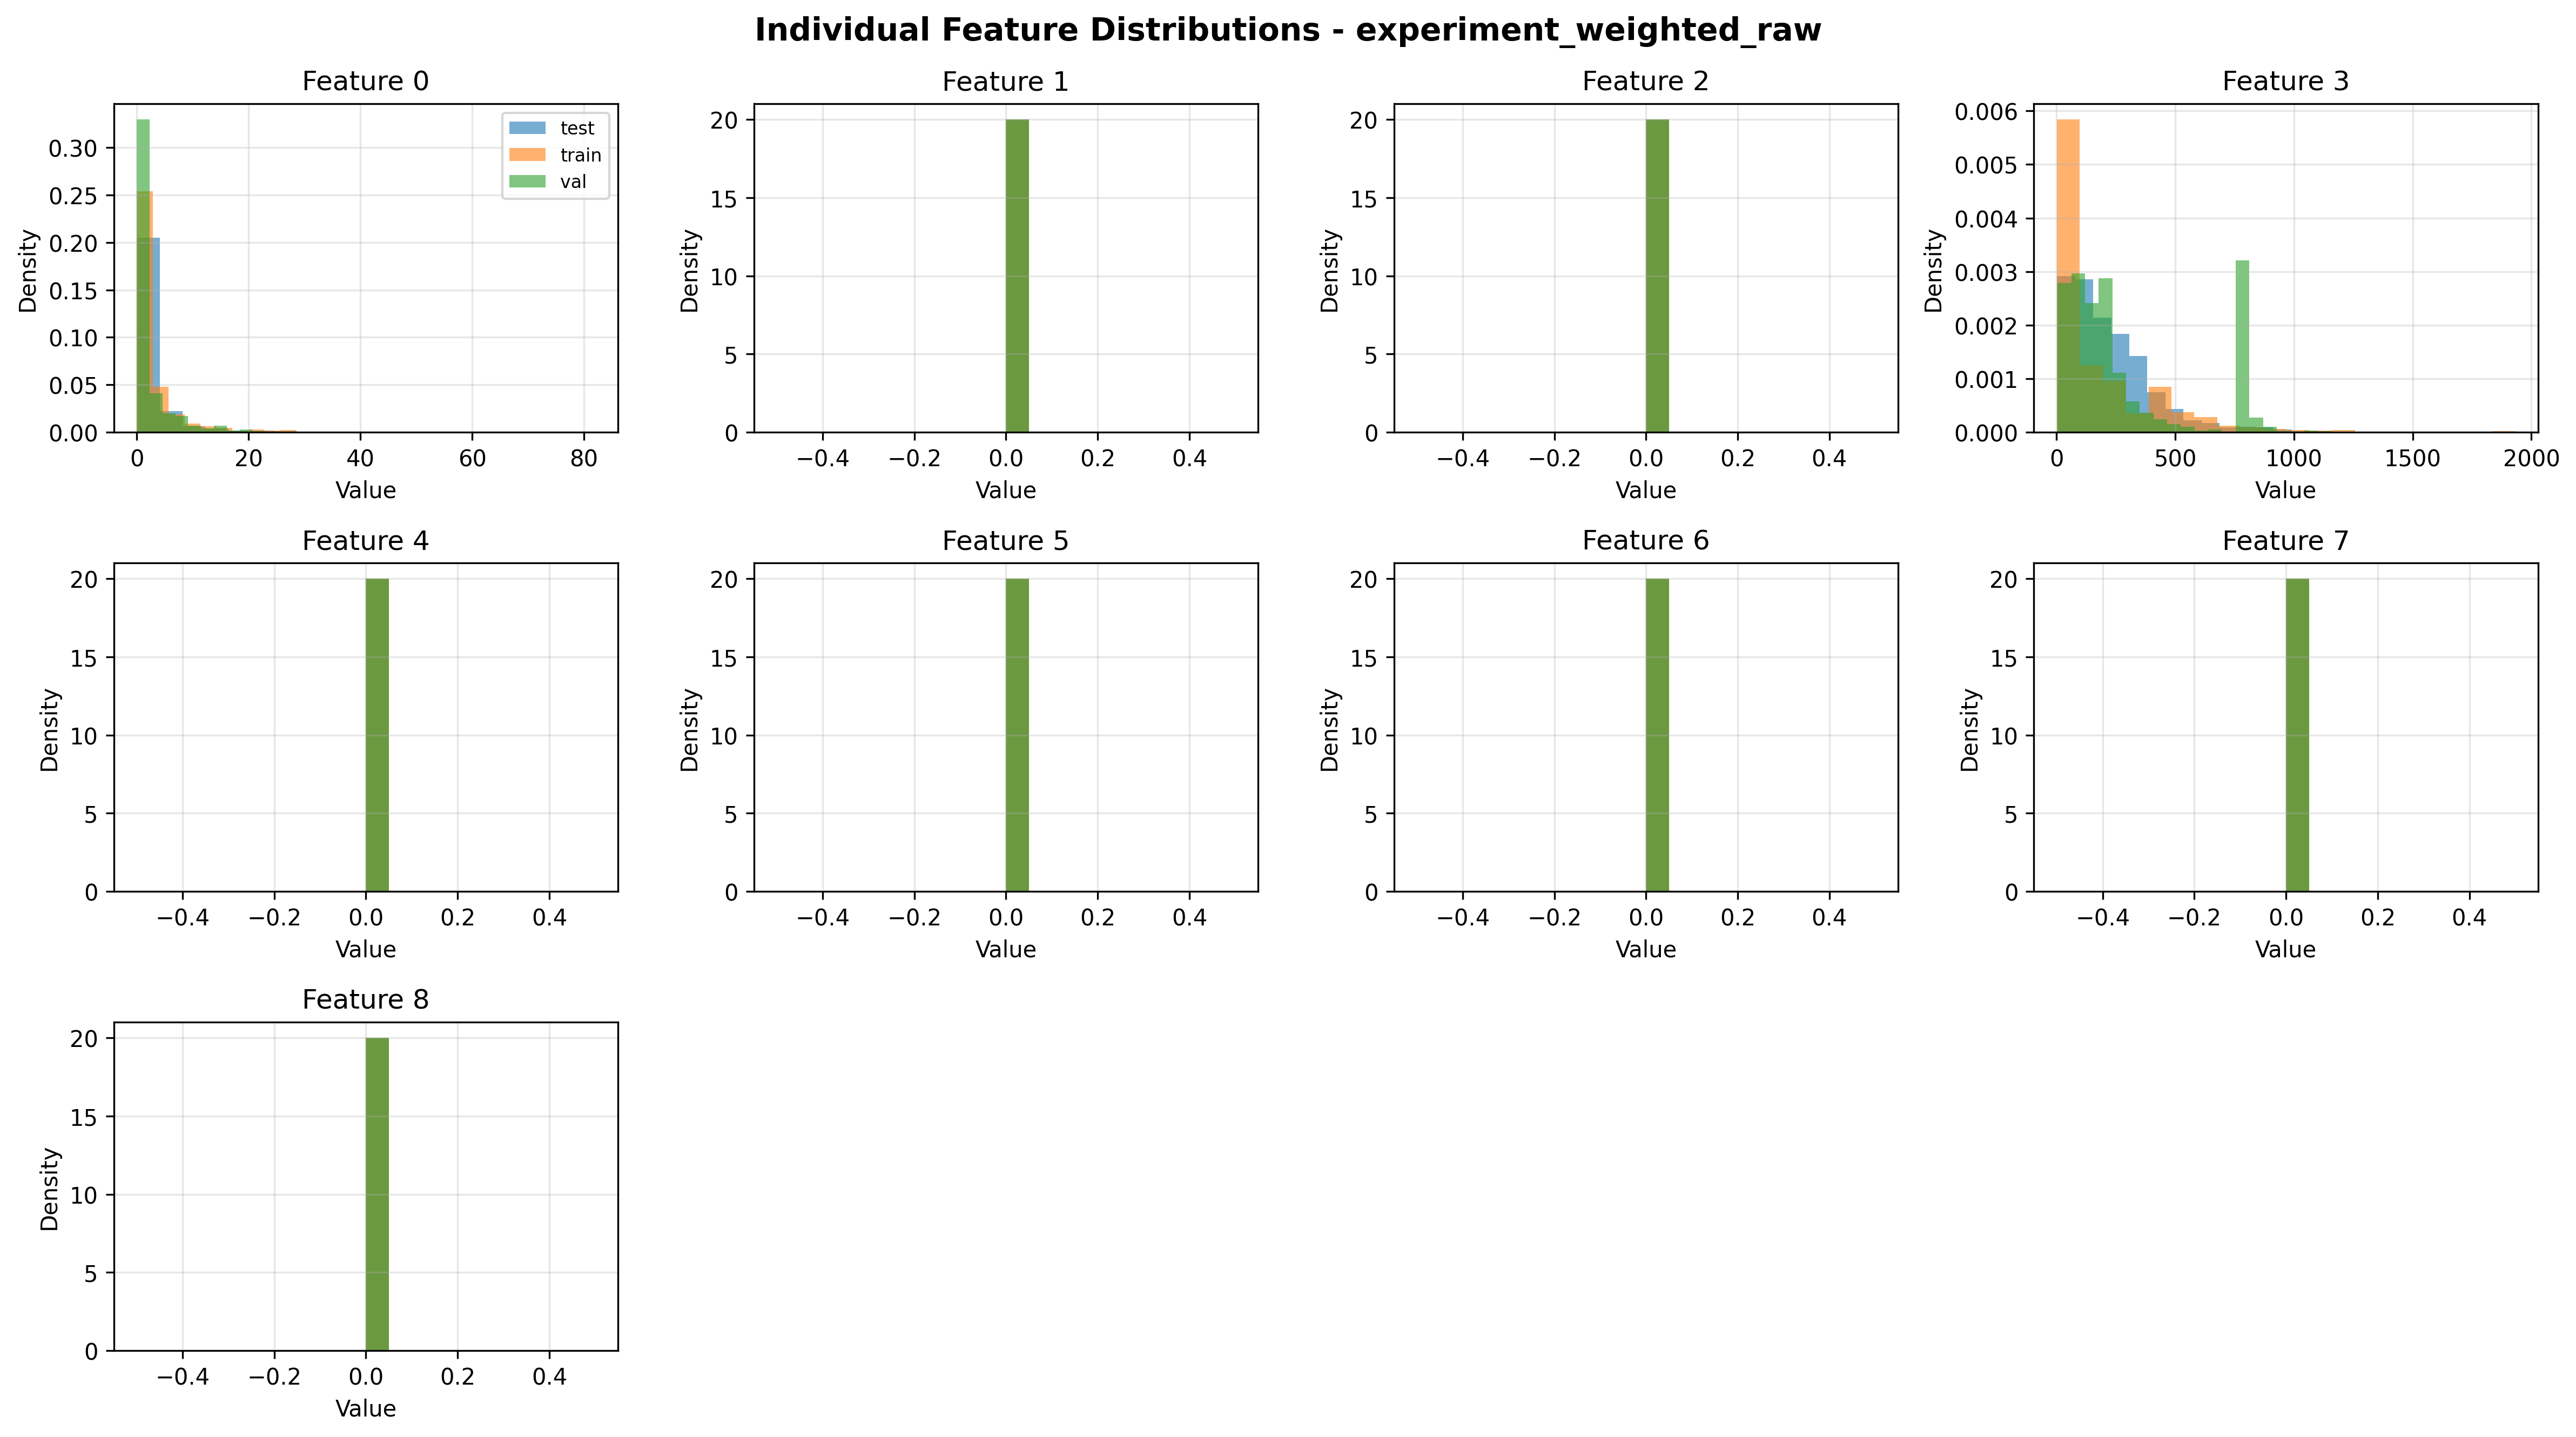 Individual Feature Distributions - experiment_weighted_raw
Feature 0
Feature 1
Feature 2
Feature 3
Density
0.30
0.25
0.20
0.15
0.10
0.05
0.00
test
train
val
0 20 40 60 80
Value
Density
20
15
10
5
0
−0.4 −0.2 0.0 0.2 0.4
Value
Density
20
15
10
5
0
−0.4 −0.2 0.0 0.2 0.4
Value
Density
0.006
0.005
0.004
0.003
0.002
0.001
0.000
0 500 1000 1500 2000
Value
Feature 4
Feature 5
Feature 6
Feature 7
Density
20
15
10
5
0
−0.4 −0.2 0.0 0.2 0.4
Value
Density
20
15
10
5
0
−0.4 −0.2 0.0 0.2 0.4
Value
Density
20
15
10
5
0
−0.4 −0.2 0.0 0.2 0.4
Value
Density
20
15
10
5
0
−0.4 −0.2 0.0 0.2 0.4
Value
Feature 8
Density
20
15
10
5
0
−0.4 −0.2 0.0 0.2 0.4
Value